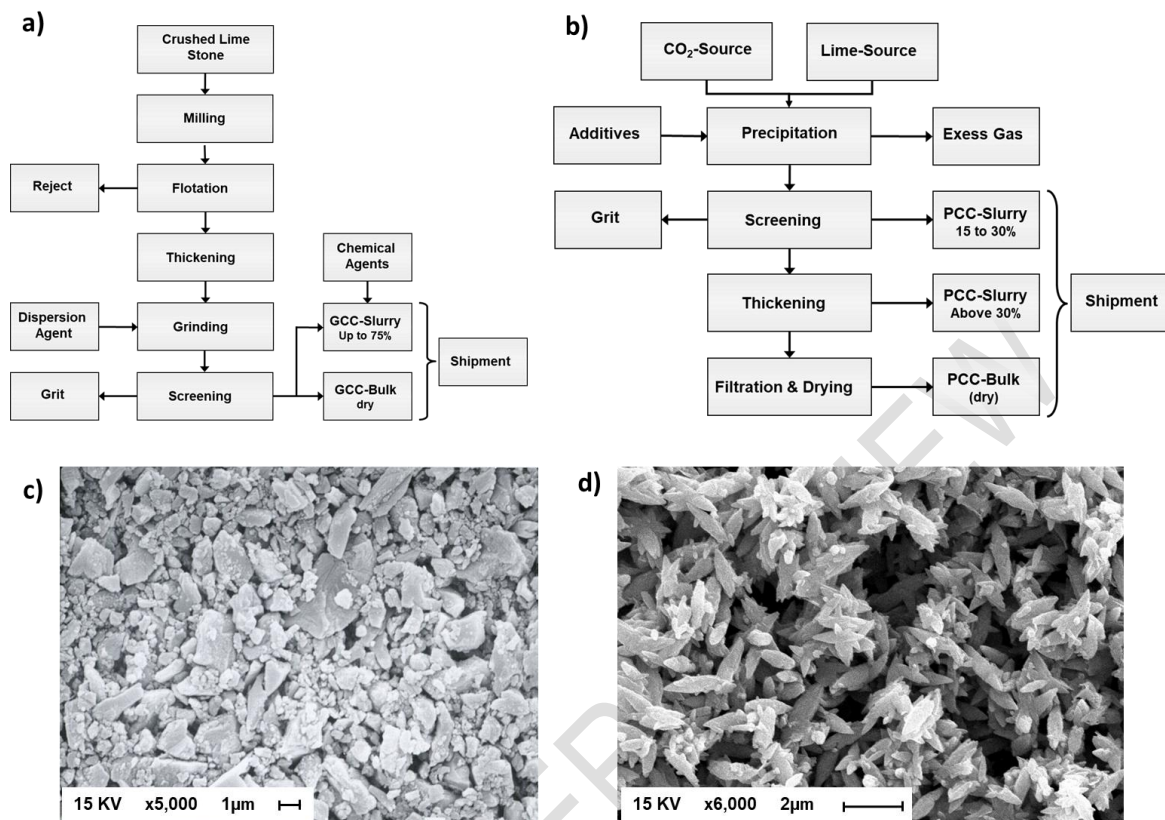 a)
Crushed Lime
Stone
Milling
Reject
Flotation
Thickening
Chemical
Agents
Dispersion
Agent
Grinding
GCC-Slurry
Up to 75%
Shipment
Grit
Screening
GCC-Bulk
dry
b)
CO₂-Source
Lime-Source
Additives
Precipitation
Exess Gas
Grit
Screening
PCC-Slurry
15 to 30%
Thickening
PCC-Slurry
Above 30%
Shipment
Filtration & Drying
PCC-Bulk
(dry)
c)
15 KV x5,000 1µm
d)
15 KV x6,000 2µm